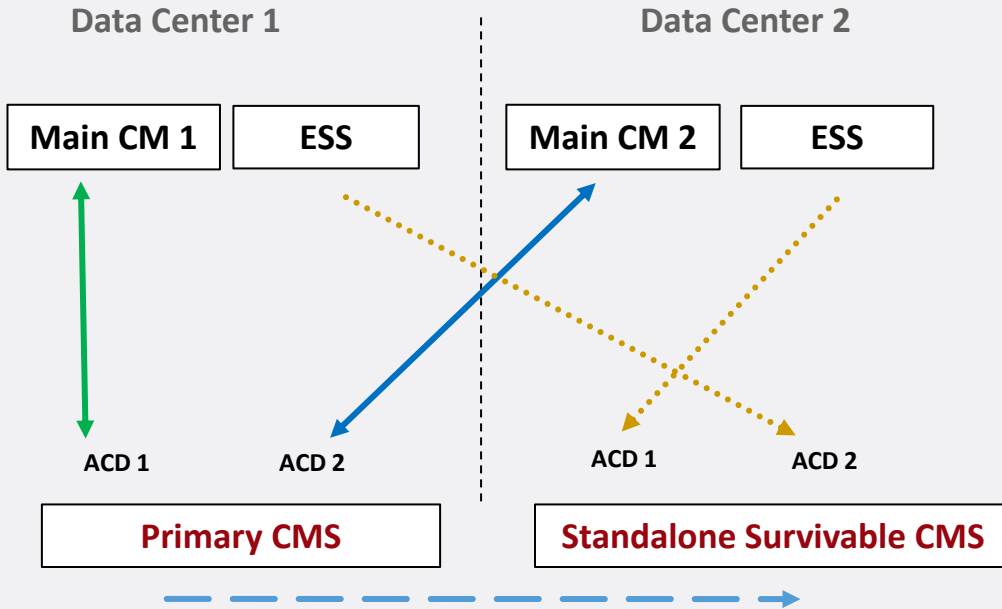 Data Center 1
Data Center 2
Main CM 1
ESS
Main CM 2
ESS
ACD 1
ACD 2
ACD 1
ACD 2
Primary CMS
Standalone Survivable CMS